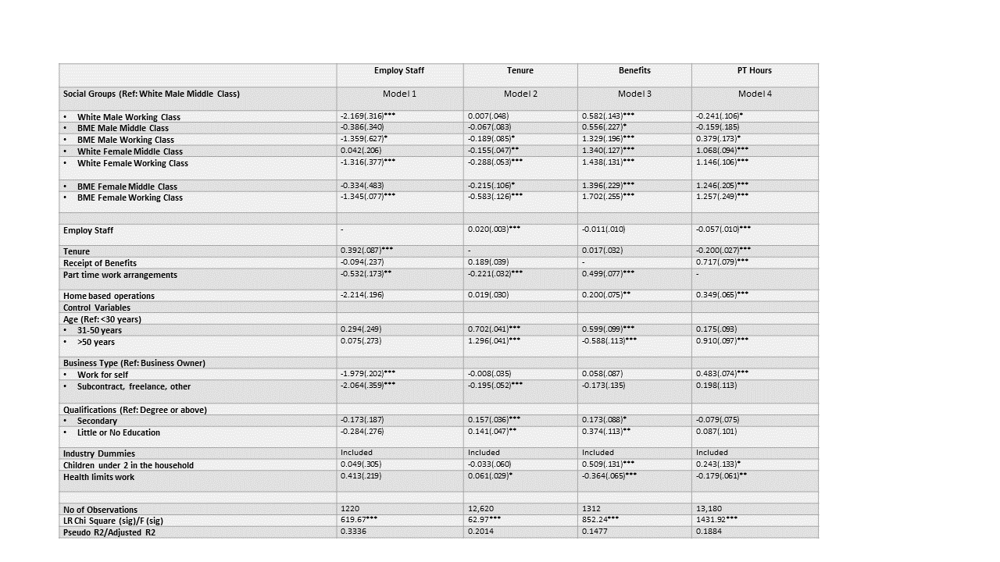 Employ Staff Tenure Benefits PT Hours
Social Groups (Ref: White Male Middle Class) Model 1 Model 2 Model 3 Model 4
• White Male Working Class -2.169(.316)*** 0.007(.048) 0.582(.143)*** -0.241(.106)*
• BME Male Middle Class -0.386(.340) -0.067(.083) 0.556(.227)* -0.159(.185)
• BME Male Working Class -1.359(.627)* -0.189(.085)* 1.329(.196)*** 0.379(.173)*
• White Female Middle Class 0.042(.206) -0.155(.047)** 1.340(.127)*** 1.068(.094)***
• White Female Working Class -1.316(.377)*** -0.288(.053)*** 1.438(.131)*** 1.146(.106)***
• BME Female Middle Class -0.334(.483) -0.215(.106)* 1.396(.229)*** 1.246(.205)***
• BME Female Working Class -1.345(.077)*** -0.583(.126)*** 1.702(.255)*** 1.257(.249)***
Employ Staff - 0.020(.003)*** -0.011(.010) -0.057(.010)***
Tenure 0.392(.087)*** - 0.017(.032) -0.200(.027)***
Receipt of Benefits -0.094(.237) 0.189(.039) - 0.717(.079)***
Part time work arrangements -0.532(.173)** -0.221(.032)*** 0.499(.077)*** -
Home based operations -2.214(.196) 0.019(.030) 0.200(.075)** 0.349(.065)***
Control Variables
Age (Ref: <30 years)
• 31-50 years 0.294(.249) 0.702(.041)*** 0.599(.099)*** 0.175(.093)
• >50 years 0.075(.273) 1.296(.041)*** -0.588(.113)*** 0.910(.097)***
Business Type (Ref: Business Owner)
• Work for self -1.979(.202)*** -0.008(.035) 0.058(.087) 0.483(.074)***
• Subcontract, freelance, other -2.064(.359)*** -0.195(.052)*** -0.173(.135) 0.198(.113)
Qualifications (Ref: Degree or above)
• Secondary -0.173(.187) 0.157(.036)*** 0.173(.088)* -0.079(.075)
• Little or No Education -0.284(.276) 0.141(.047)** 0.374(.113)** 0.087(.101)
Industry Dummies Included Included Included Included
Children under 2 in the household 0.049(.305) -0.033(.060) 0.509(.131)*** 0.243(.133)*
Health limits work 0.413(.219) 0.061(.029)* -0.364(.065)*** -0.179(.061)**
No of Observations 1220 12,620 1312 13,180
LR Chi Square (sig)/F (sig) 619.67*** 62.97*** 852.24*** 1431.92***
Pseudo R2/Adjusted R2 0.3336 0.2014 0.1477 0.1884